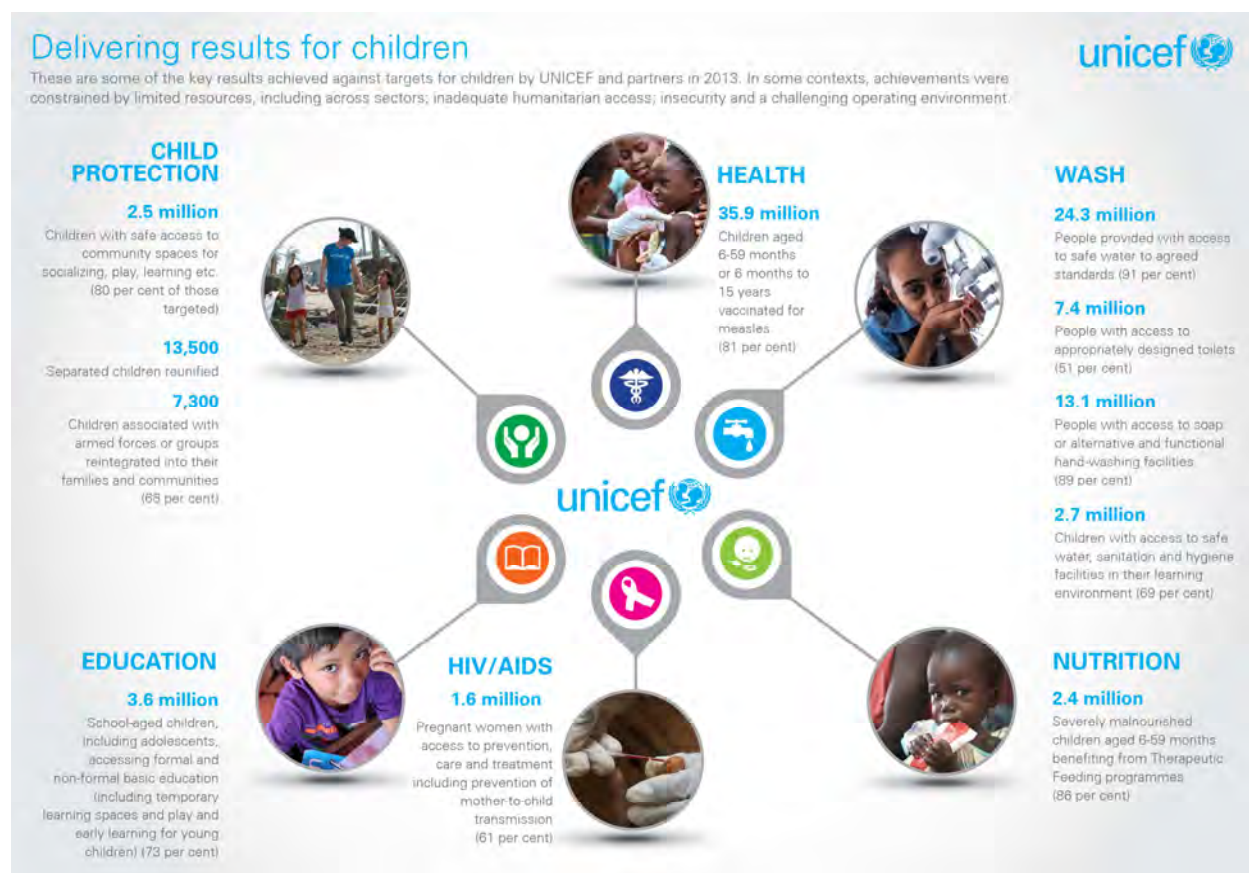 Delivering results for children
unicef
These are some of the key results achieved against targets for children by UNICEF and partners in 2013. In some contexts, achievements were
constrained by limited resources, including across sectors; inadequate humanitarian access; insecurity and a challenging operating environment.
CHILD
PROTECTION
2.5 million
Children with safe access to
community spaces for
socializing, play, learning etc.
(80 per cent of those
targeted)
13,500
Separated children reunified
7,300
Children associated with
armed forces or groups
reintegrated into their
families and communities
(65 per cent)
HEALTH
35.9 million
Children aged
6-59 months
or 6 months to
15 years
vaccinated for
measles
(81 per cent)
WASH
24.3 million
People provided with access
to safe water to agreed
standards (91 per cent)
7.4 million
People with access to
appropriately designed toilets
(51 per cent)
13.1 million
People with access to soap
or alternative and functional
hand-washing facilities
(89 per cent)
2.7 million
Children with access to safe
water, sanitation and hygiene
facilities in their learning
environment (69 per cent)
unicef
EDUCATION
3.6 million
School-aged children,
including adolescents,
accessing formal and
non-formal basic education
(including temporary
learning spaces and play and
early learning for young
children) (73 per cent)
HIV/AIDS
1.6 million
Pregnant women with
access to prevention,
care and treatment
including prevention of
mother-to-child
transmission
(61 per cent)
NUTRITION
2.4 million
Severely malnourished
children aged 6-59 months
benefiting from Therapeutic
Feeding programmes
(86 per cent)